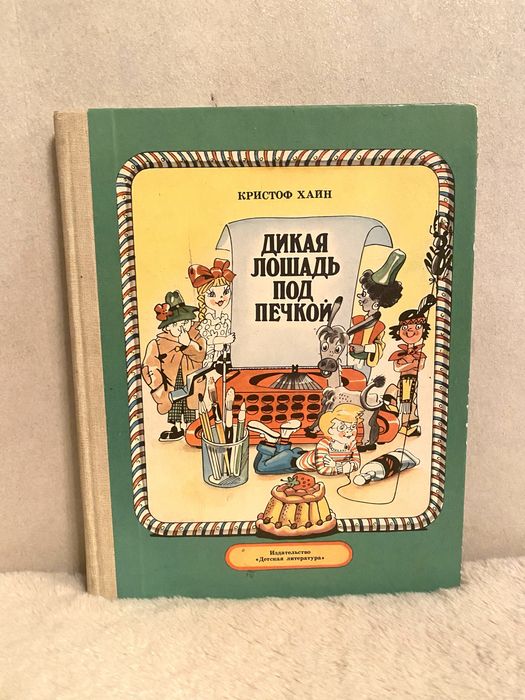 КРИСТОФ ХАЙН
ДИКАЯ
ЛОШАДЬ
ПОД
ПЕЧКОЙ
Издательство
«Детская литература»